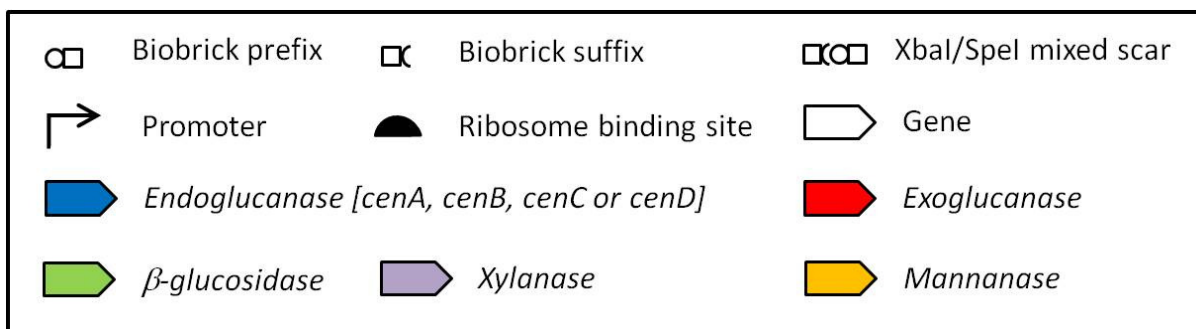 Biobrick prefix Biobrick suffix XbaI/SpeI mixed scar
Promoter Ribosome binding site Gene
Endoglucanase [cenA, cenB, cenC or cenD] Exoglucanase
β-glucosidase Xylanase Mannanase